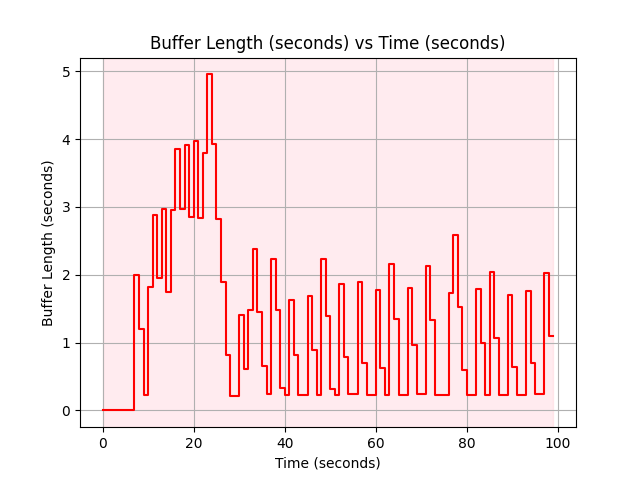 Buffer Length (seconds) vs Time (seconds)
5
4
3
2
1
0
Buffer Length (seconds)
0 20 40 60 80 100
Time (seconds)